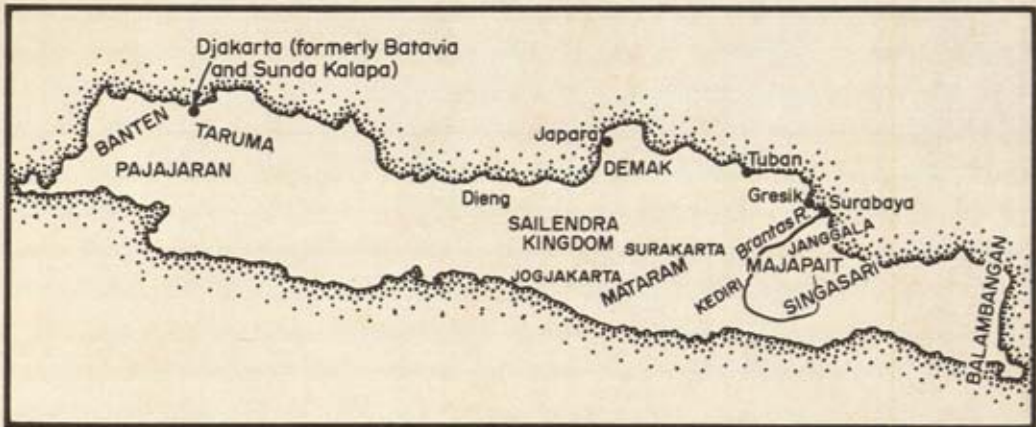 Djakarta (formerly Batavia
and Sunda Kalapa)
BANTEN
TARUMA
PAJAJARAN
Japara
DEMAK
Tuban
Dieng
Gresik
Surabaya
SAILENDRA
KINGDOM
SURAKARTA
Brantas R.
JANGGALA
JOGJAKARTA
MATARAM
KEDIRI
MAJAPAIT
SINGASARI
BALAMBANGAN